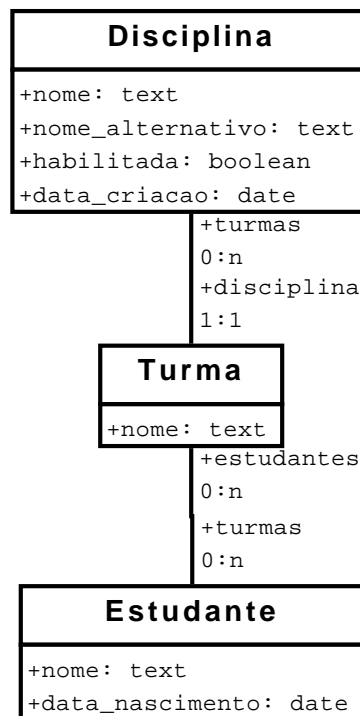 Disciplina
+nome: text
+nome_alternativo: text
+habilitada: boolean
+data_criacao: date
+turmas
0:n
+disciplina
1:1
Turma
+nome: text
+estudantes
0:n
+turmas
0:n
Estudante
+nome: text
+data_nascimento: date